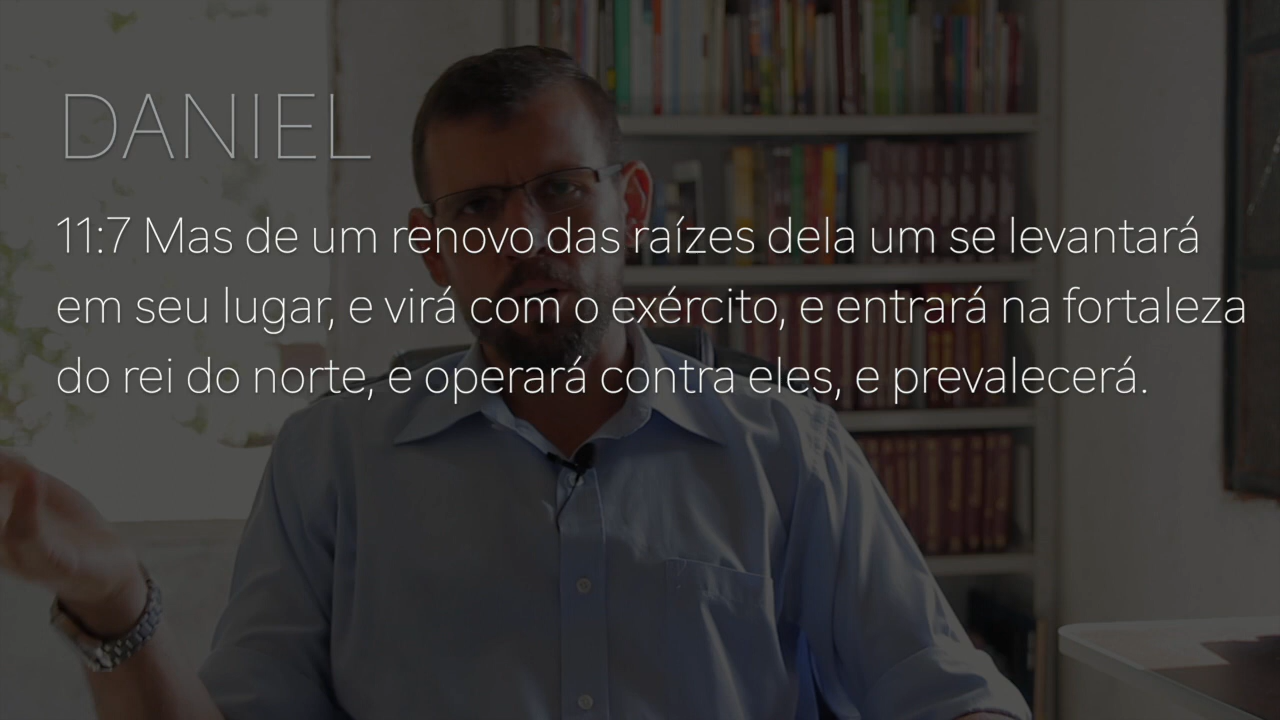 DANIEL
11:7 Mas de um renovo das raízes dela um se levantará
em seu lugar, e virá com o exército, e entrará na fortaleza
do rei do norte, e operará contra eles, e prevalecerá.